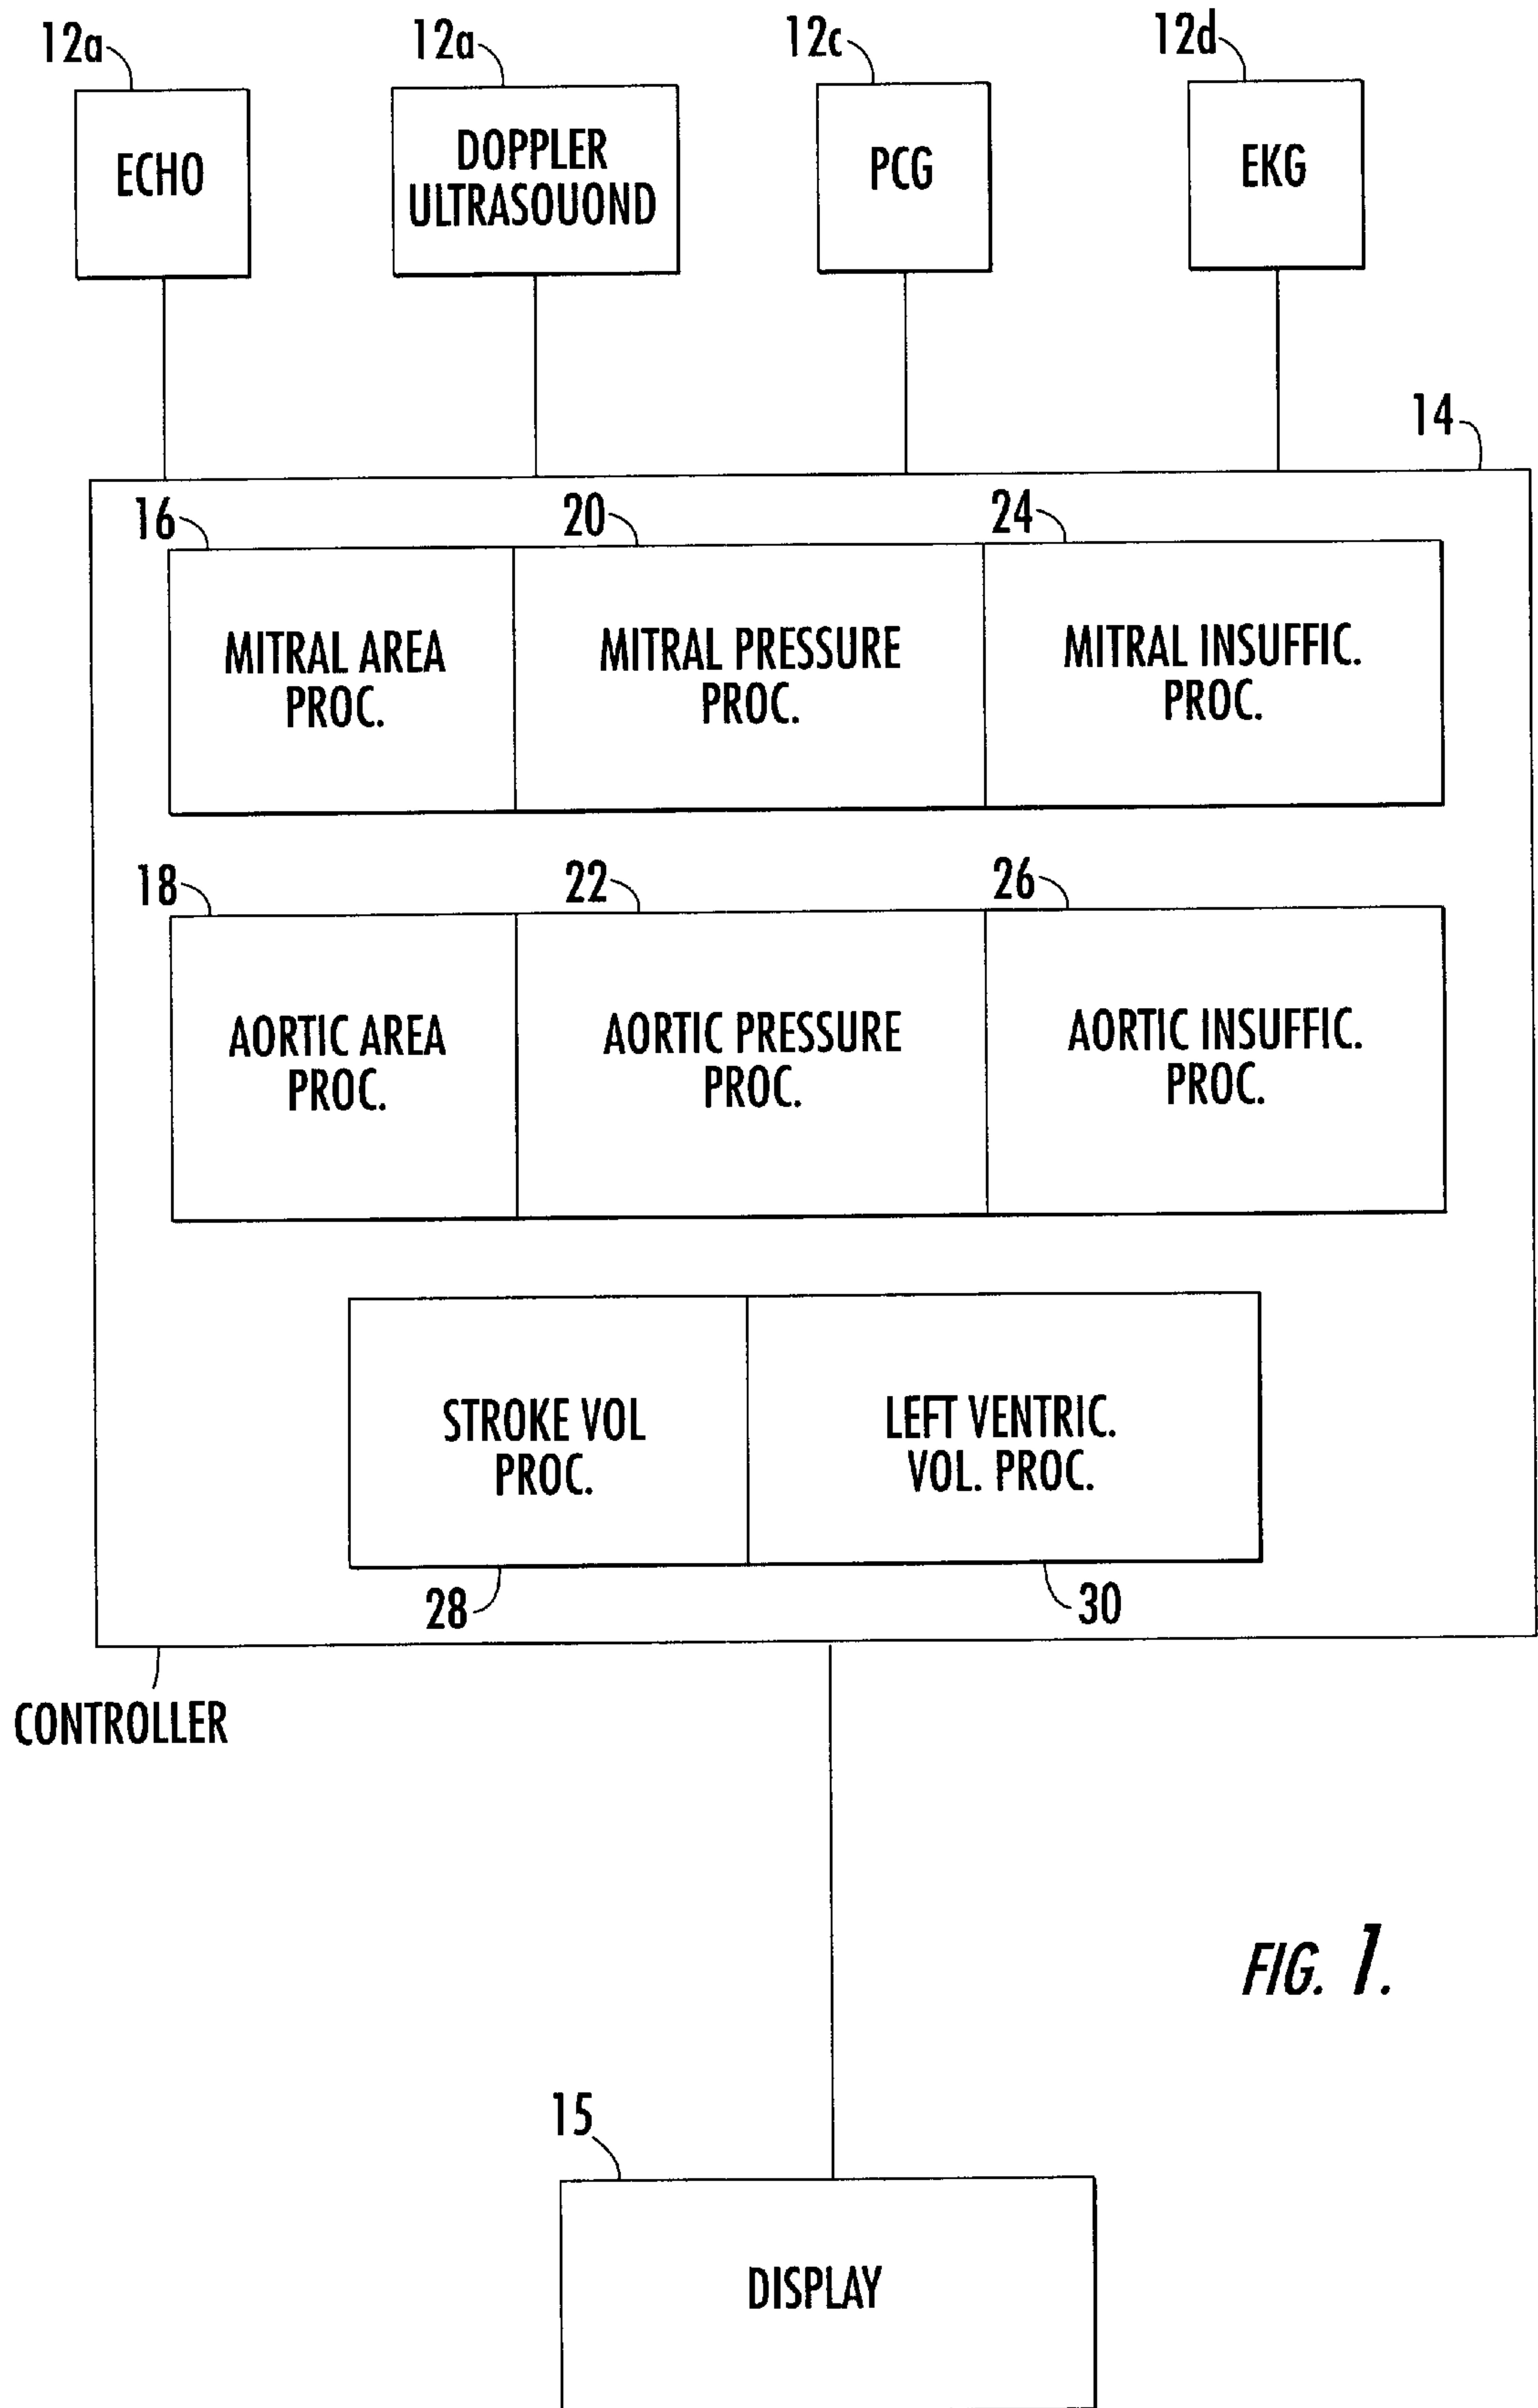 12a
12a
12c
12d
ECHO
DOPPLER
ULTRASOUOND
PCG
EKG
14
16
20
24
MITRAL AREA
PROC.
MITRAL PRESSURE
PROC.
MITRAL INSUFFIC.
PROC.
18
22
26
AORTIC AREA
PROC.
AORTIC PRESSURE
PROC.
AORTIC INSUFFIC.
PROC.
STROKE VOL
PROC.
LEFT VENTRIC.
VOL. PROC.
28
30
CONTROLLER
FIG. 1.
15
DISPLAY